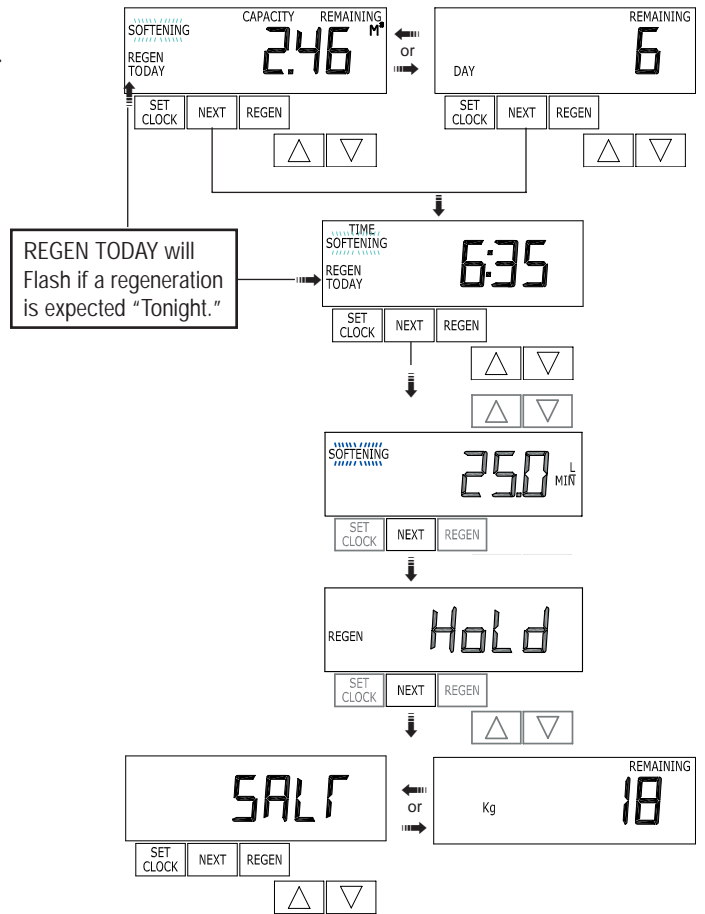 CAPACITY REMAINING
SOFTENING
2.46 M³
REGEN
TODAY
SET
CLOCK
NEXT
REGEN
or
REMAINING
6
DAY
SET
CLOCK
NEXT
REGEN
REGEN TODAY will
Flash if a regeneration
is expected “Tonight.”
TIME
SOFTENING
6:35
REGEN
TODAY
SET
CLOCK
NEXT
REGEN
SOFTENING
25.0 L
MIN
SET
CLOCK
NEXT
REGEN
REGEN HoLd
SET
CLOCK
NEXT
REGEN
SALT
SET
CLOCK
NEXT
REGEN
or
REMAINING
Kg 18